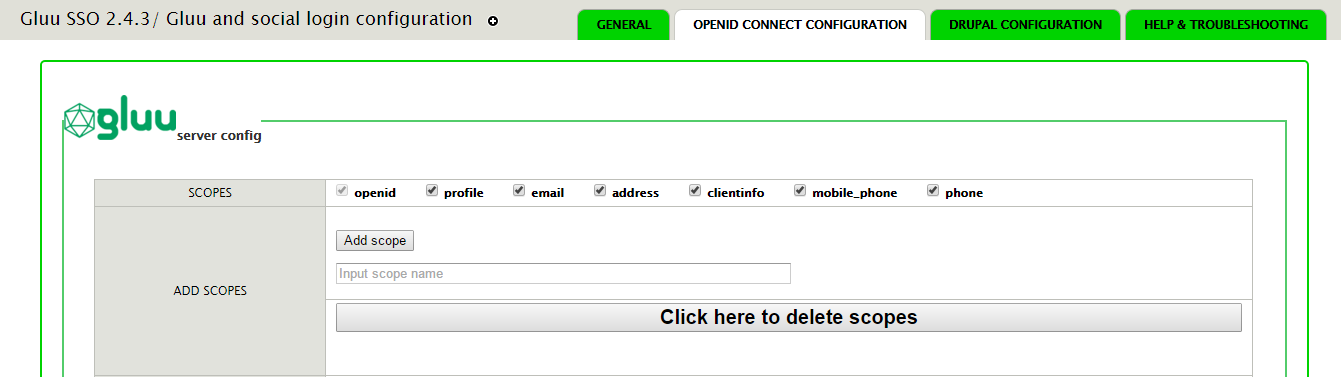 Gluu SSO 2.4.3/ Gluu and social login configuration
GENERAL
OPENID CONNECT CONFIGURATION
DRUPAL CONFIGURATION
HELP & TROUBLESHOOTING
gluu server config
SCOPES
openid profile email address clientinfo mobile_phone phone
Add scope
Input scope name
ADD SCOPES
Click here to delete scopes